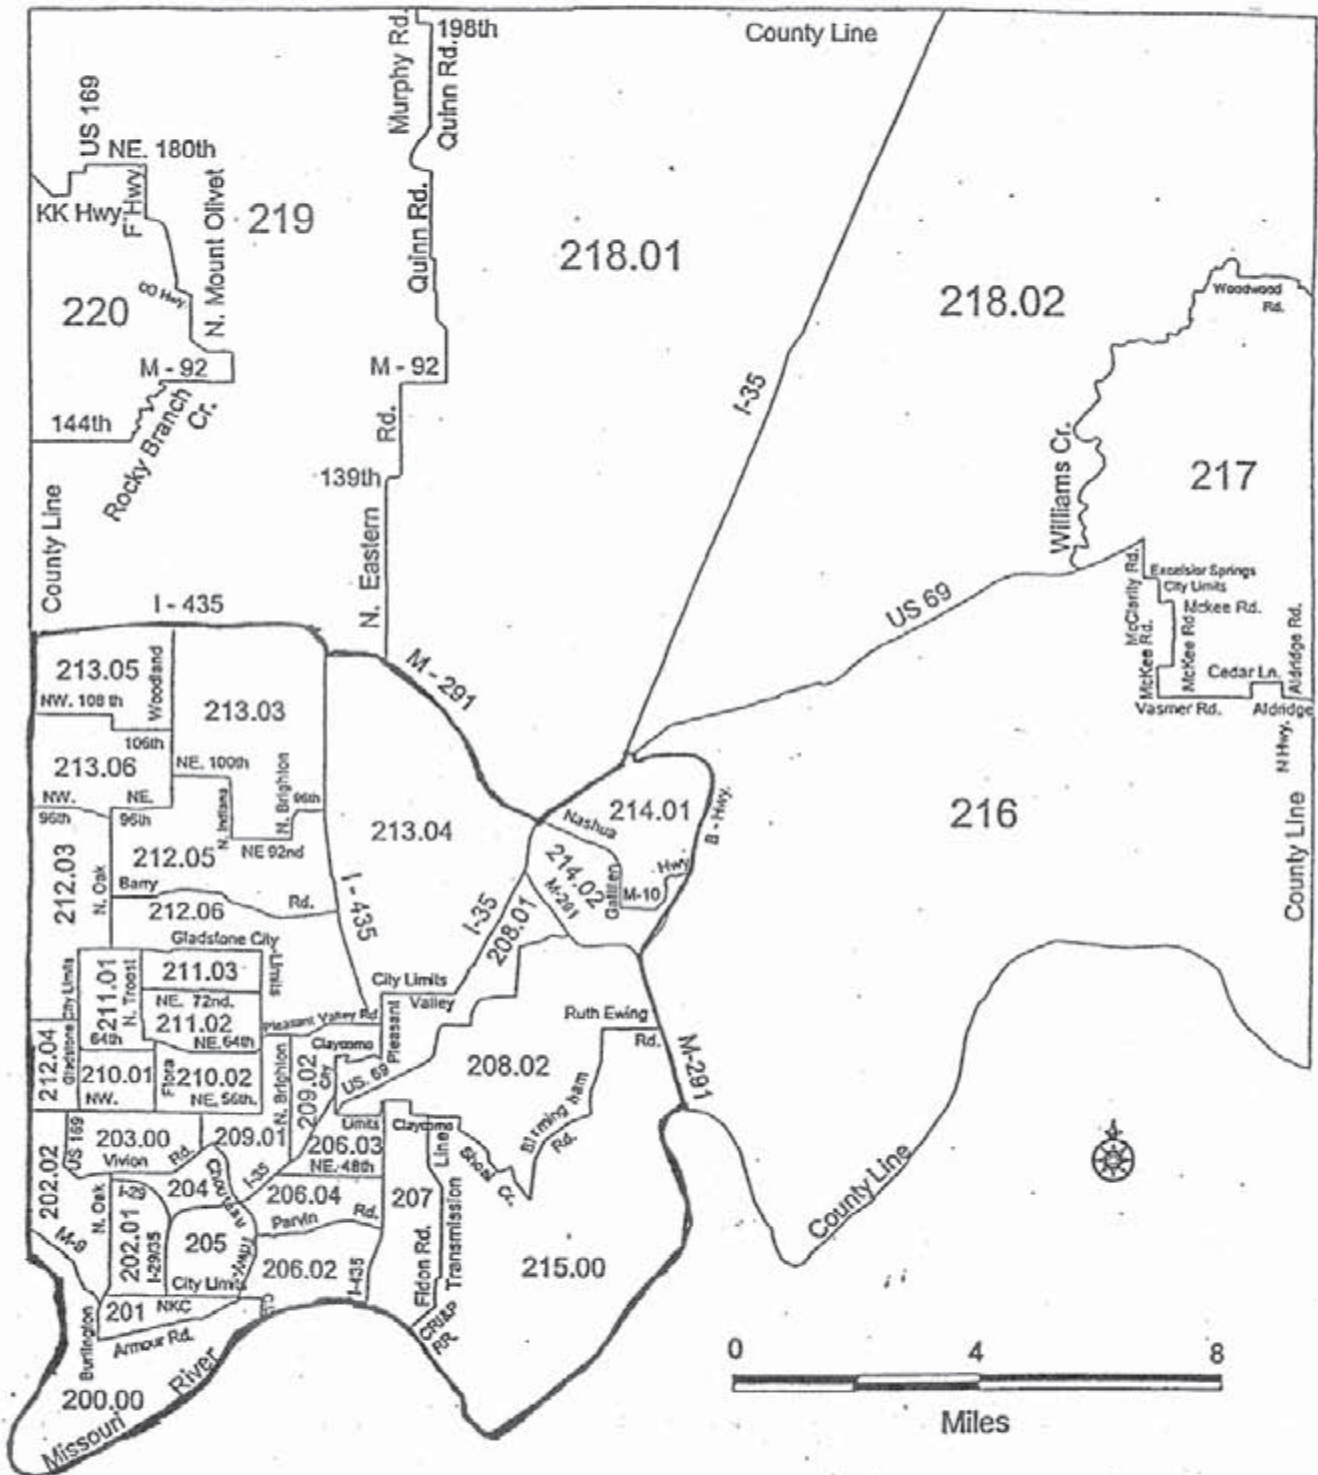 198th
County Line
Murphy Rd.
Quinn Rd.
US 169
NE. 180th
KK Hwy.
F Hwy.
N. Mount Olivet
219
Quinn Rd.
218.01
218.02
Woodwood
Rd.
220
CO Hwy.
M - 92
M - 92
I-35
144th
Rocky Branch
Cr.
Rd.
139th
N. Eastern
Williams Cr.
217
County Line
I - 435
US 69
McClarity Rd.
Excelsior Springs
City Limits
Mckee Rd.
McKee Rd.
McKee Rd
Cedar Ln.
Aldridge Rd.
Vasmer Rd.
Aldridge
N Hwy.
M - 291
213.05
NW. 108 th
Woodland
213.03
106th
213.06
NE. 100th
N. Brighton
96th
NW.
96th
NE.
96th
N. Indiana
NE 92nd
213.04
214.01
Nashua
B - Hwy.
216
County Line
212.03
N. Oak
212.05
Barry
Rd.
212.06
I - 435
214.02
M-291
M-10
Hwy
I-35
208.01
Gladstone City
Limits
211.03
NE. 72nd.
211.01
N. Troost
211.02
NE. 64th
64th
Gladstone City Limits
212.04
City Limits
Valley
Pleasant
Pleasant Valley Rd
Ruth Ewing
Rd.
M-291
Claycomo
City
US. 69
208.02
210.01
NW.
Flora
210.02
NE. 56th.
N. Brighton
209.02
Birmingham
Rd.
US 169
203.00
Vivion
Rd.
209.01
Limits
Claycomo
206.03
NE. 48th
I-35
Shoal Cr.
Line
Transmission
202.02
N. Oak
I-29
204
Chouteau
Trfwy.
206.04
Parvin
Rd.
207
202.01
I-29/35
205
City Limits
M-9
206.02
I-435
Eldon Rd.
215.00
County Line
201
NKC
Armour Rd.
Burlington
CRI&P
RR
200.00
Missouri
River
0
4
8
Miles